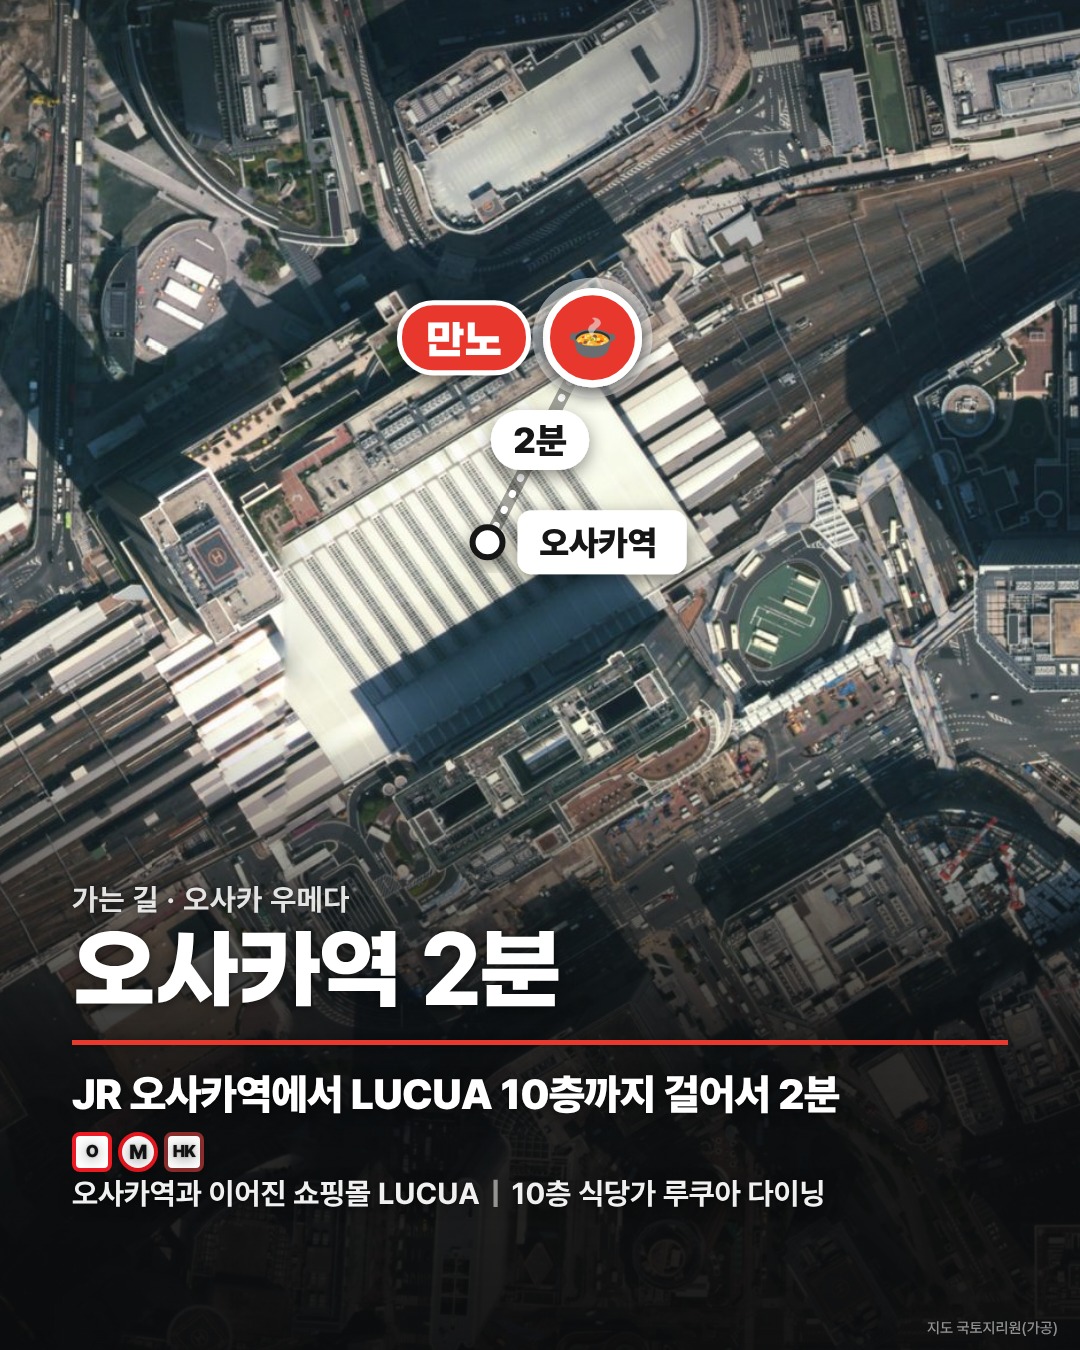 만노
2분
오사카역
가는 길 · 오사카 우메다
오사카역 2분
JR 오사카역에서 LUCUA 10층까지 걸어서 2분
O M HK
오사카역과 이어진 쇼핑몰 LUCUA | 10층 식당가 루쿠아 다이닝
지도 국토지리원(가공)